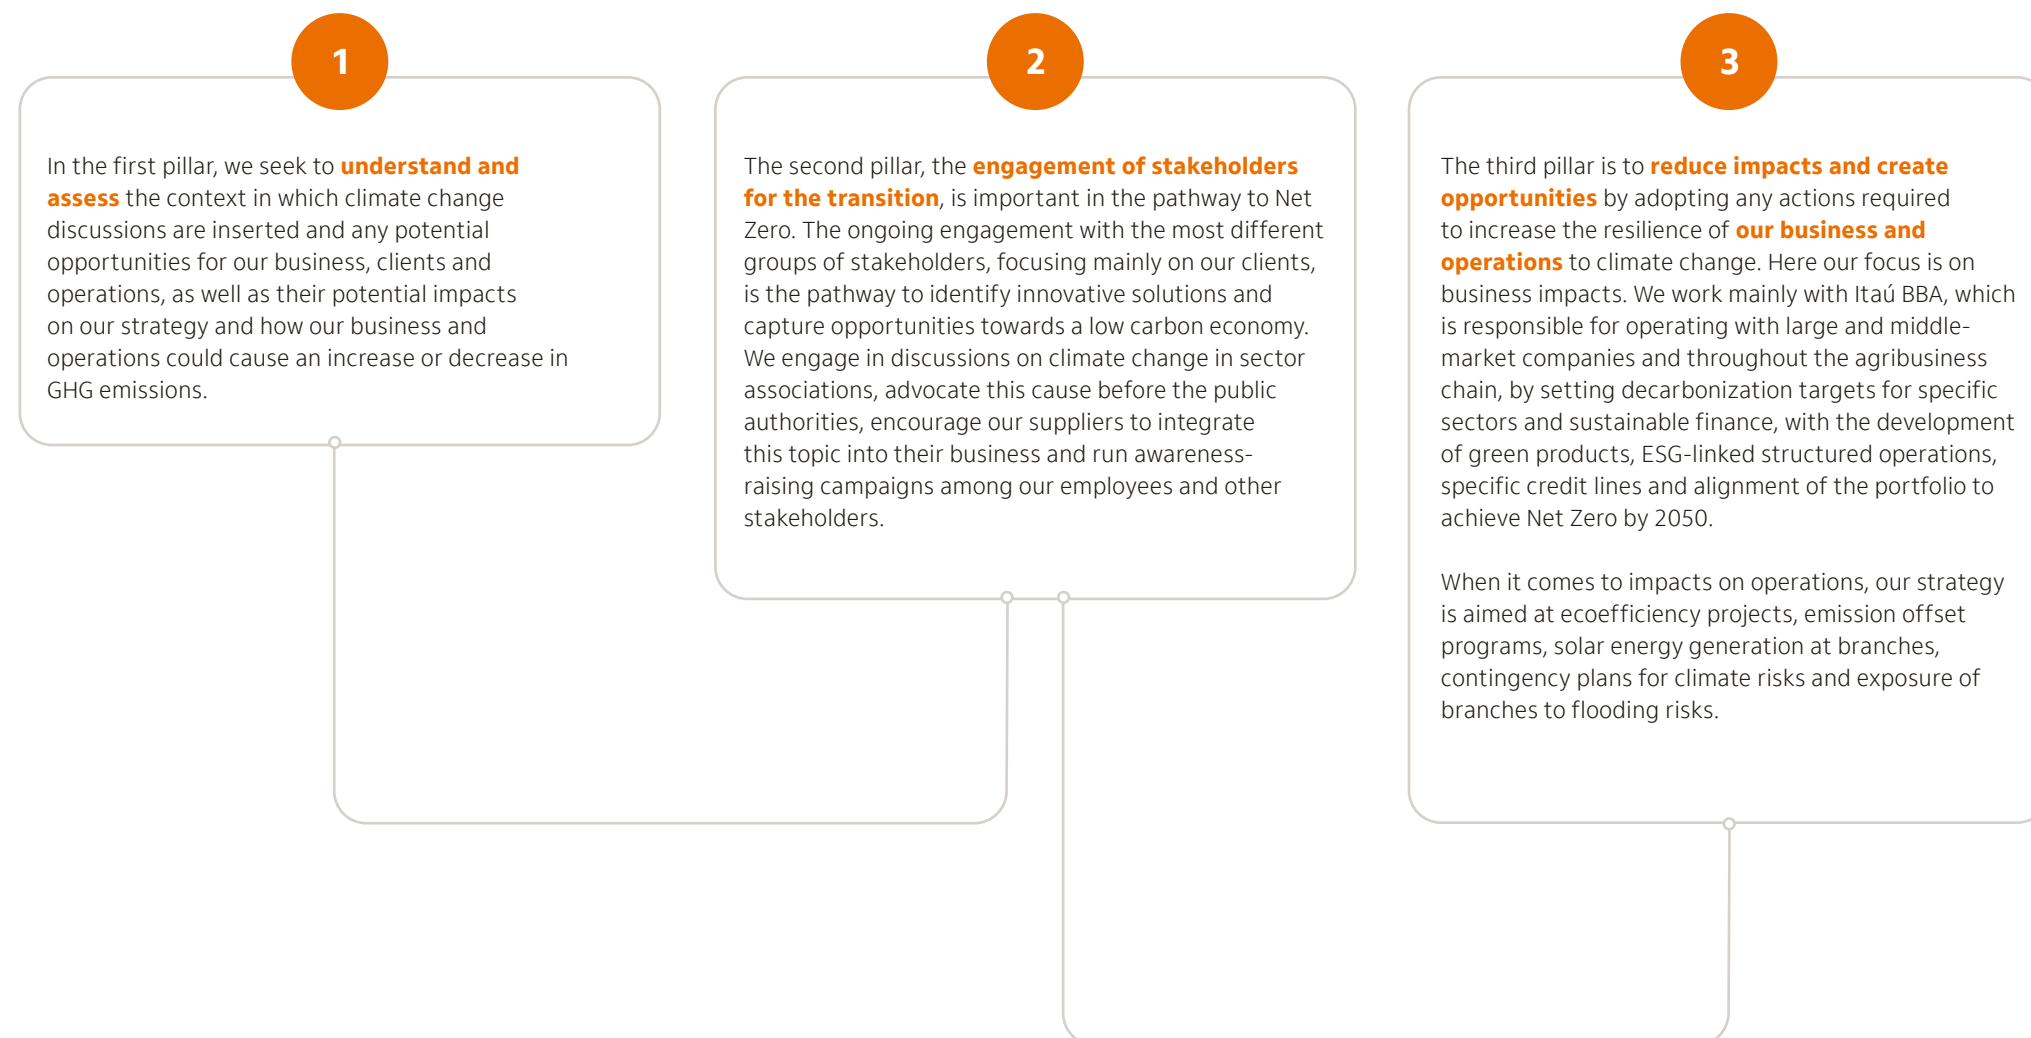 1
In the first pillar, we seek to understand and
assess the context in which climate change
discussions are inserted and any potential
opportunities for our business, clients and
operations, as well as their potential impacts
on our strategy and how our business and
operations could cause an increase or decrease in
GHG emissions.
2
The second pillar, the engagement of stakeholders
for the transition, is important in the pathway to Net
Zero. The ongoing engagement with the most different
groups of stakeholders, focusing mainly on our clients,
is the pathway to identify innovative solutions and
capture opportunities towards a low carbon economy.
We engage in discussions on climate change in sector
associations, advocate this cause before the public
authorities, encourage our suppliers to integrate
this topic into their business and run awareness-
raising campaigns among our employees and other
stakeholders.
3
The third pillar is to reduce impacts and create
opportunities by adopting any actions required
to increase the resilience of our business and
operations to climate change. Here our focus is on
business impacts. We work mainly with Itaú BBA, which
is responsible for operating with large and middle-
market companies and throughout the agribusiness
chain, by setting decarbonization targets for specific
sectors and sustainable finance, with the development
of green products, ESG-linked structured operations,
specific credit lines and alignment of the portfolio to
achieve Net Zero by 2050.
When it comes to impacts on operations, our strategy
is aimed at ecoefficiency projects, emission offset
programs, solar energy generation at branches,
contingency plans for climate risks and exposure of
branches to flooding risks.